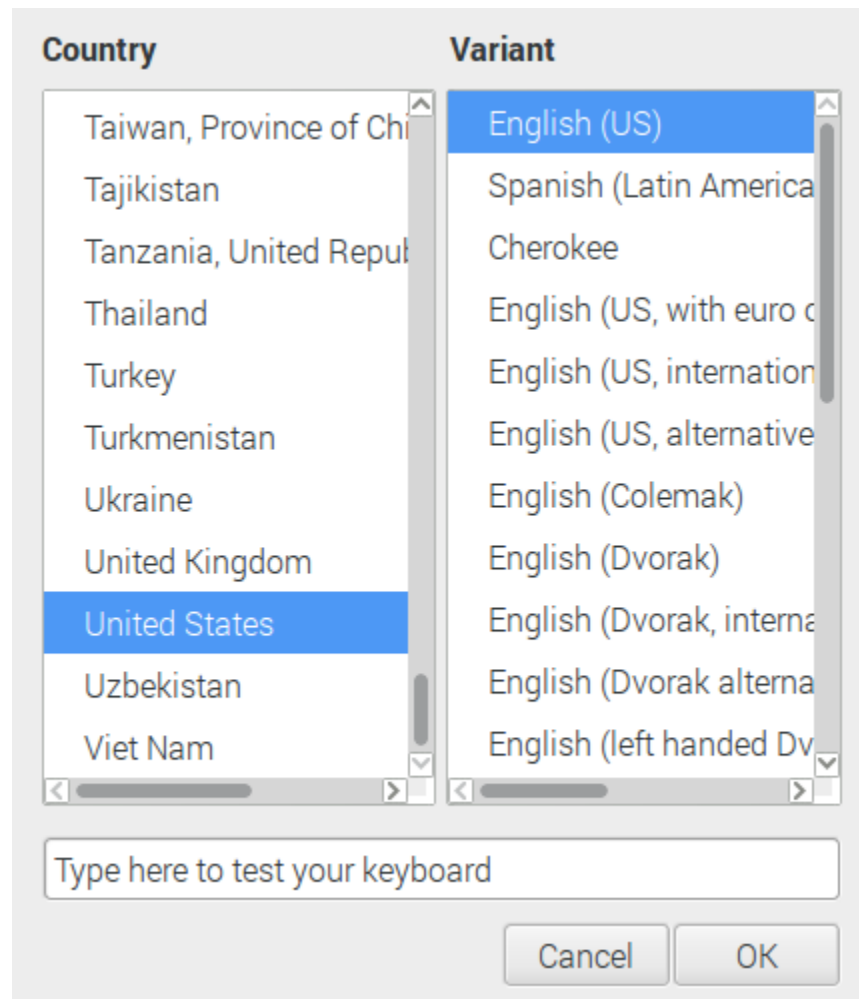 Country
Variant
Taiwan, Province of Chi
Tajikistan
Tanzania, United Repub
Thailand
Turkey
Turkmenistan
Ukraine
United Kingdom
United States
Uzbekistan
Viet Nam
English (US)
Spanish (Latin America
Cherokee
English (US, with euro o
English (US, internation
English (US, alternative
English (Colemak)
English (Dvorak)
English (Dvorak, interna
English (Dvorak alterna
English (left handed Dv
Type here to test your keyboard
Cancel
OK